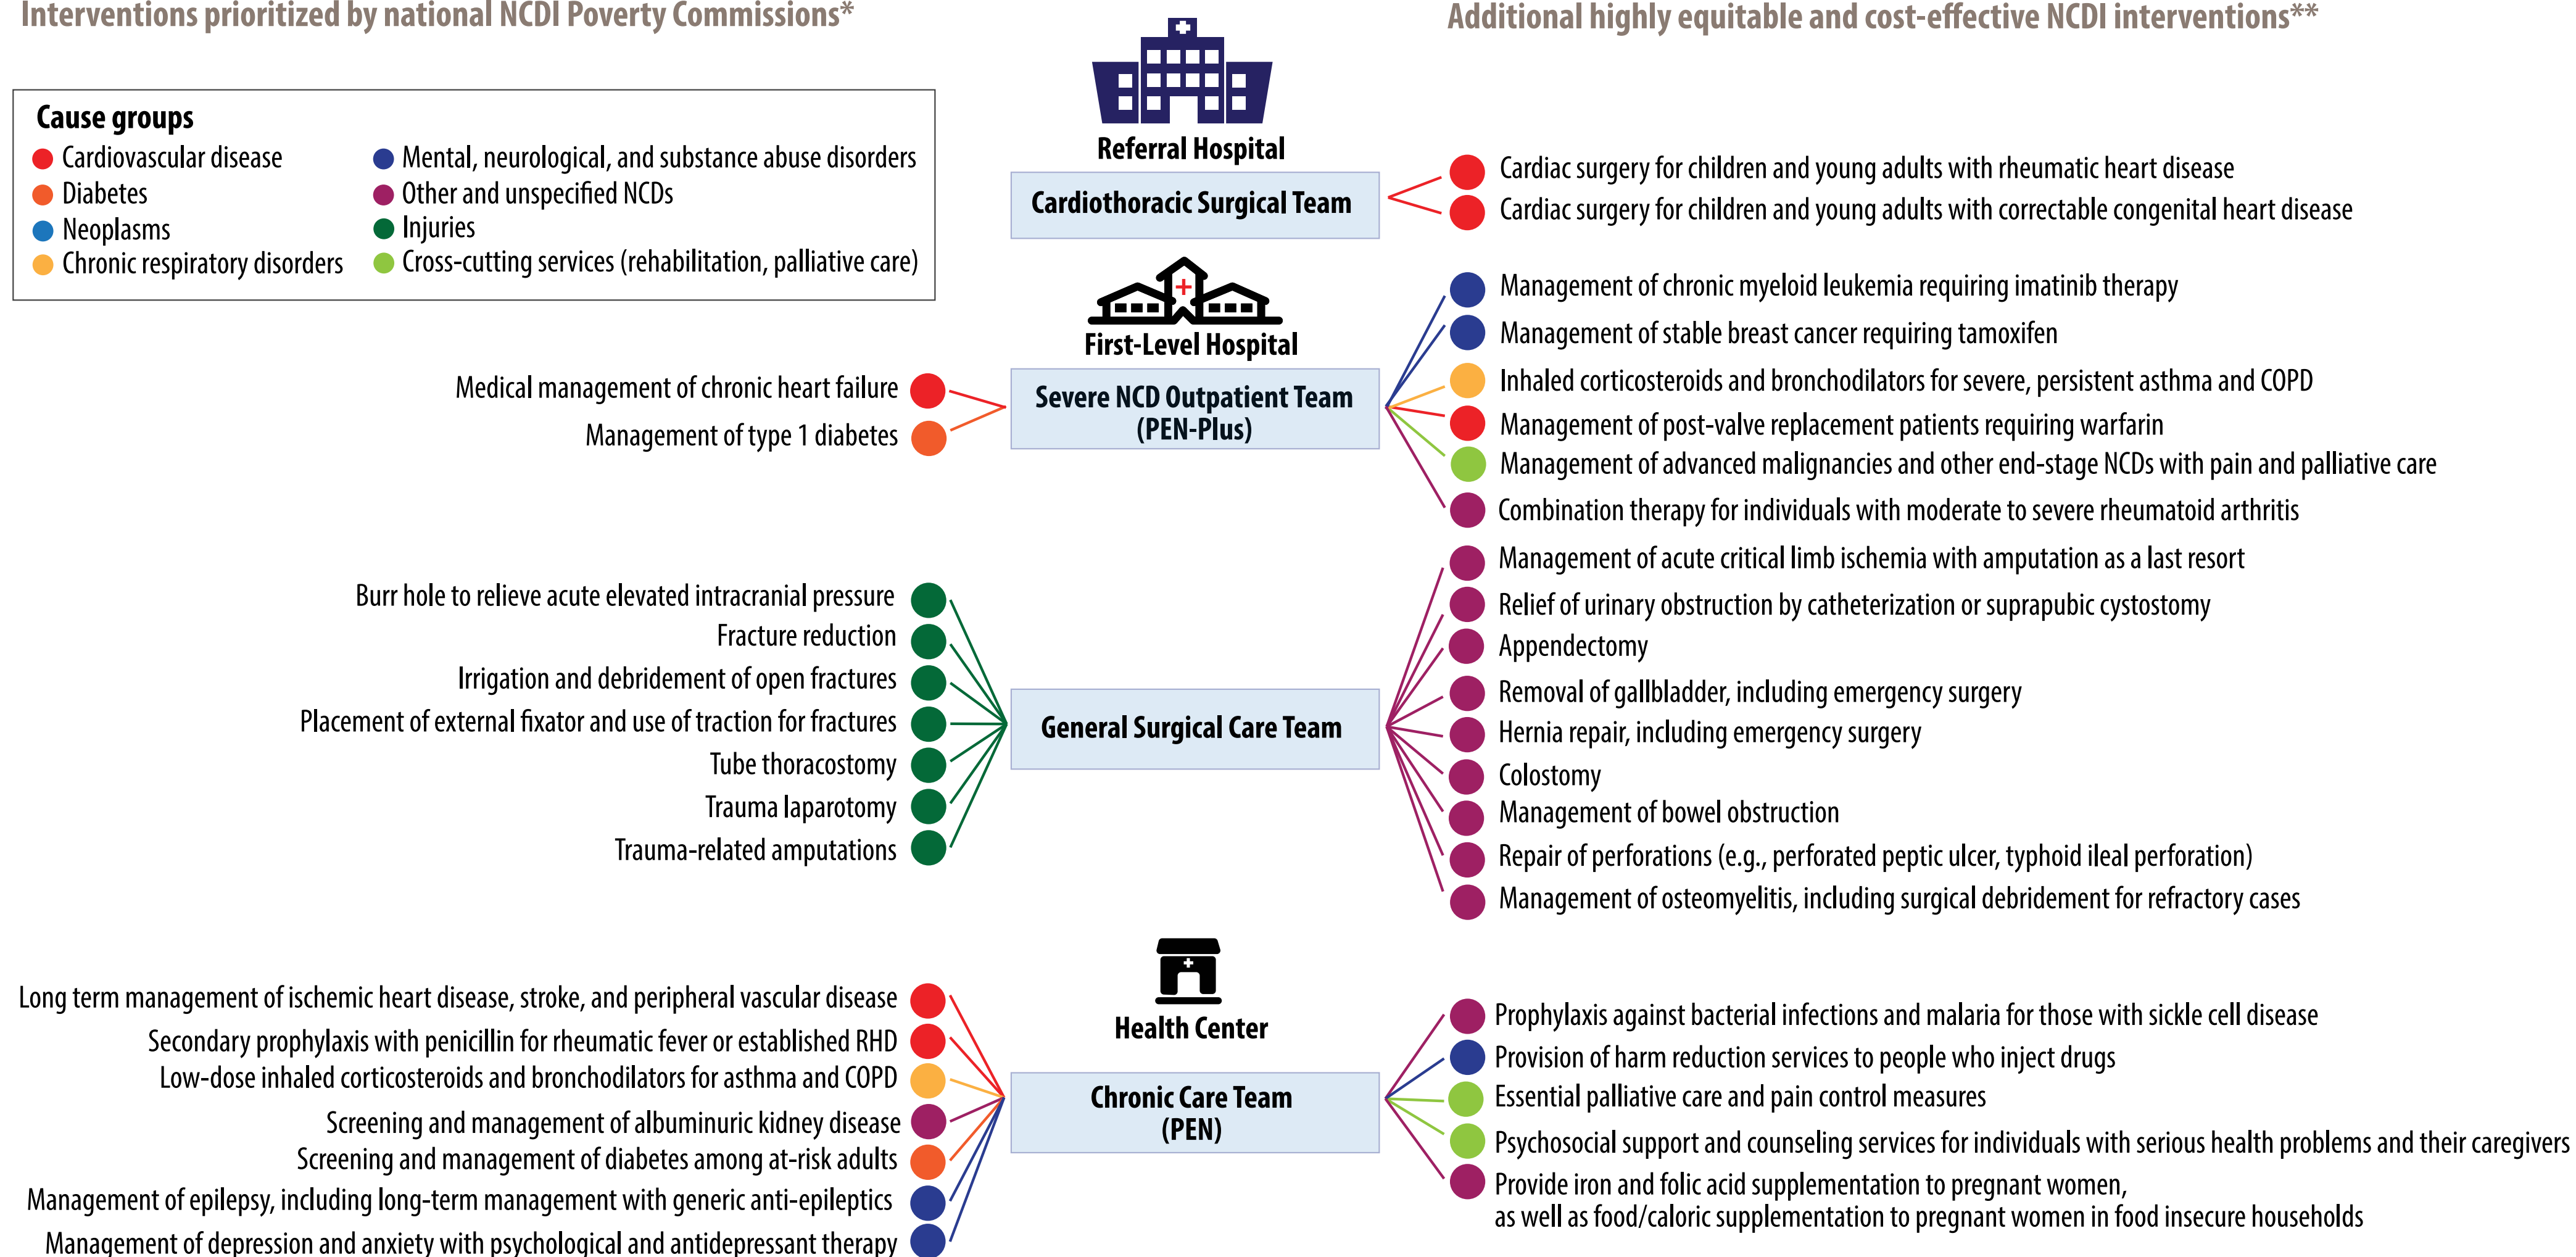 Interventions prioritized by national NCDI Poverty Commissions*
Additional highly equitable and cost-effective NCDI interventions**
Cause groups
Cardiovascular disease
Diabetes
Neoplasms
Chronic respiratory disorders
Mental, neurological, and substance abuse disorders
Other and unspecified NCDs
Injuries
Cross-cutting services (rehabilitation, palliative care)
Referral Hospital
Cardiothoracic Surgical Team
Cardiac surgery for children and young adults with rheumatic heart disease
Cardiac surgery for children and young adults with correctable congenital heart disease
First-Level Hospital
Medical management of chronic heart failure
Management of type 1 diabetes
Severe NCD Outpatient Team
(PEN-Plus)
Management of chronic myeloid leukemia requiring imatinib therapy
Management of stable breast cancer requiring tamoxifen
Inhaled corticosteroids and bronchodilators for severe, persistent asthma and COPD
Management of post-valve replacement patients requiring warfarin
Management of advanced malignancies and other end-stage NCDs with pain and palliative care
Combination therapy for individuals with moderate to severe rheumatoid arthritis
Burr hole to relieve acute elevated intracranial pressure
Fracture reduction
Irrigation and debridement of open fractures
Placement of external fixator and use of traction for fractures
Tube thoracostomy
Trauma laparotomy
Trauma-related amputations
General Surgical Care Team
Management of acute critical limb ischemia with amputation as a last resort
Relief of urinary obstruction by catheterization or suprapubic cystostomy
Appendectomy
Removal of gallbladder, including emergency surgery
Hernia repair, including emergency surgery
Colostomy
Management of bowel obstruction
Repair of perforations (e.g., perforated peptic ulcer, typhoid ileal perforation)
Management of osteomyelitis, including surgical debridement for refractory cases
Health Center
Long term management of ischemic heart disease, stroke, and peripheral vascular disease
Secondary prophylaxis with penicillin for rheumatic fever or established RHD
Low-dose inhaled corticosteroids and bronchodilators for asthma and COPD
Screening and management of albuminuric kidney disease
Screening and management of diabetes among at-risk adults
Management of epilepsy, including long-term management with generic anti-epileptics
Management of depression and anxiety with psychological and antidepressant therapy
Chronic Care Team
(PEN)
Prophylaxis against bacterial infections and malaria for those with sickle cell disease
Provision of harm reduction services to people who inject drugs
Essential palliative care and pain control measures
Psychosocial support and counseling services for individuals with serious health problems and their caregivers
Provide iron and folic acid supplementation to pregnant women,
as well as food/caloric supplementation to pregnant women in food insecure households